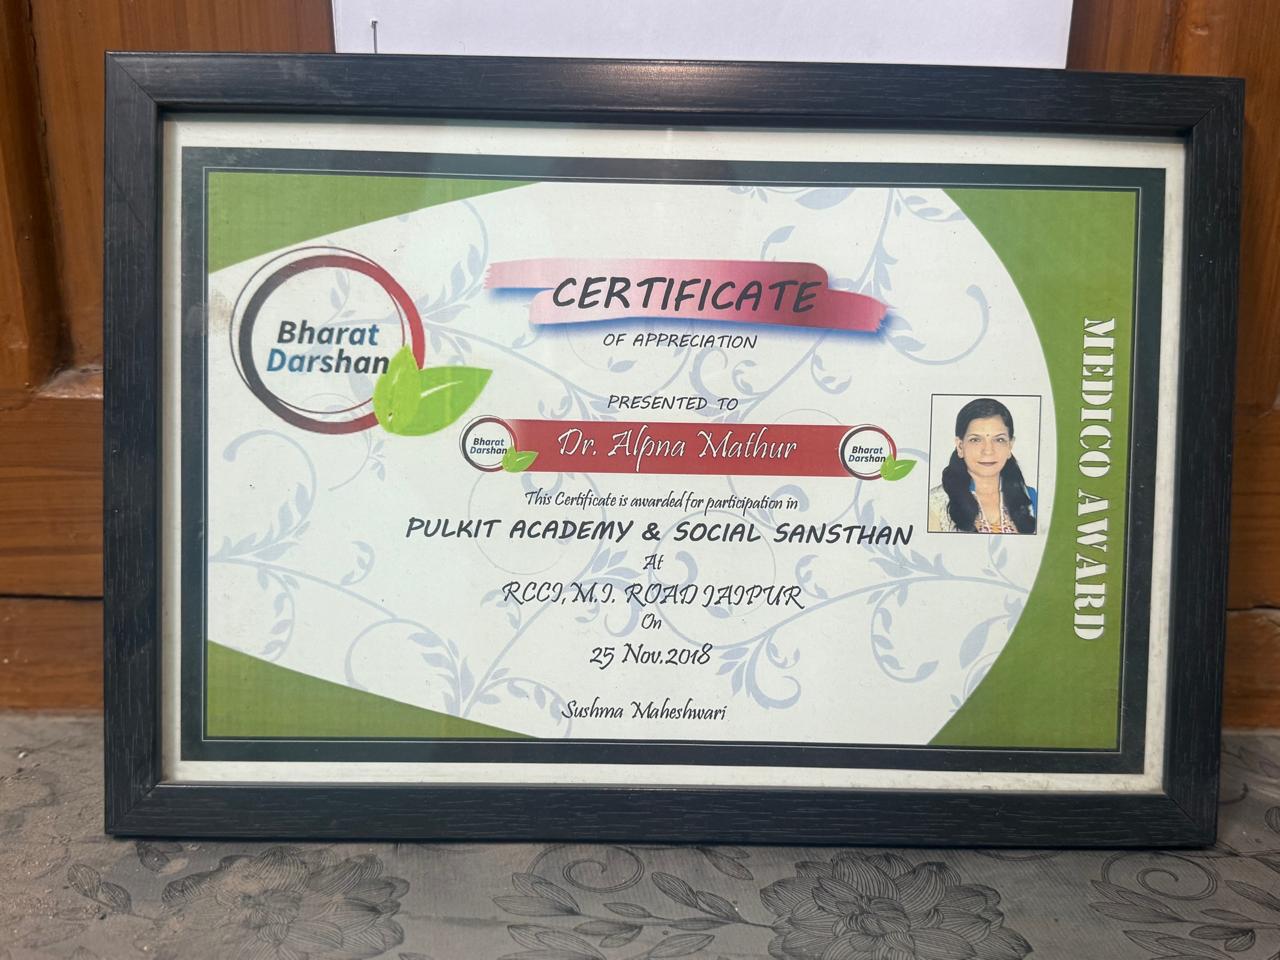 Bharat
Darshan
CERTIFICATE
OF APPRECIATION
PRESENTED TO
Bharat
Darshan
Dr. Alpna Mathur
Bharat
Darshan
This Certificate is awarded for participation in
PULKIT ACADEMY & SOCIAL SANSTHAN
At
RCCI, M.I. ROAD JAIPUR
On
25 Nov.2018
Sushma Maheshwari
MEDICO AWARD